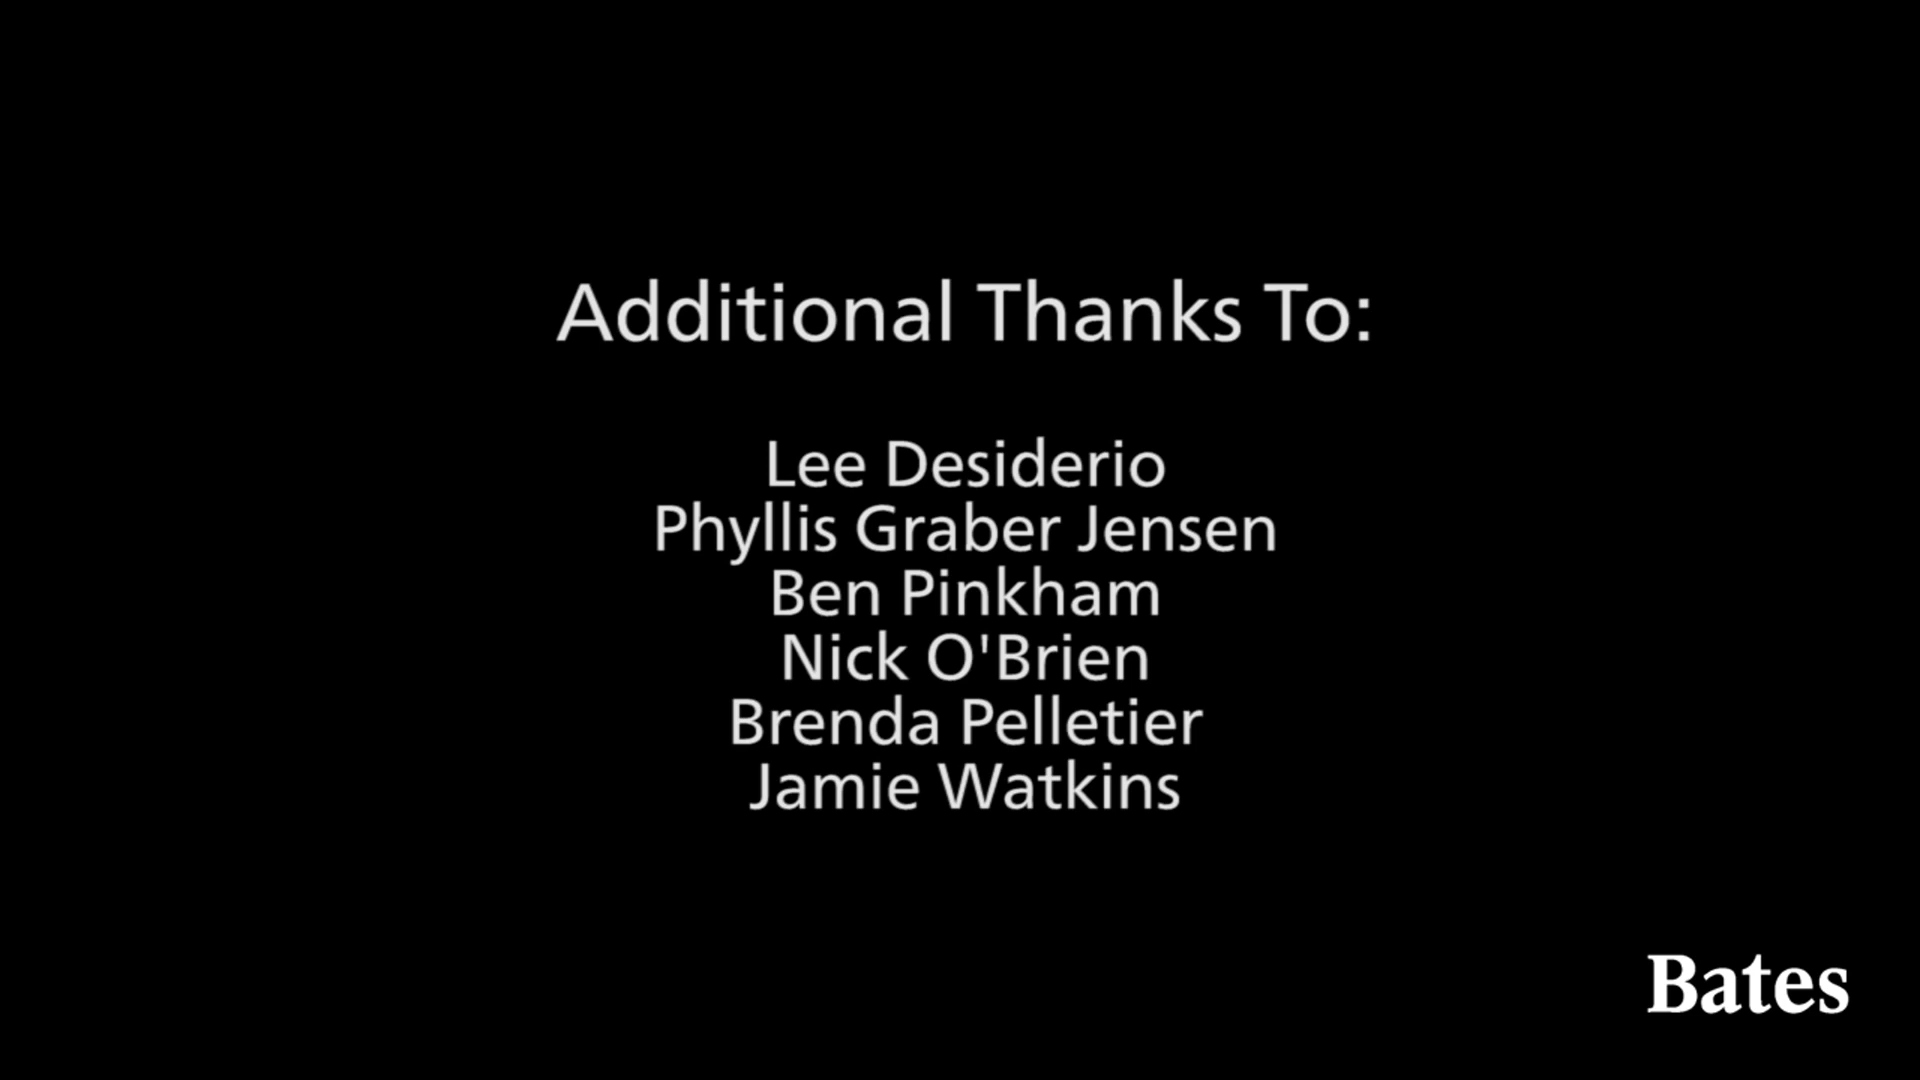 Additional Thanks To:
Lee Desiderio
Phyllis Graber Jensen
Ben Pinkham
Nick O'Brien
Brenda Pelletier
Jamie Watkins
Bates